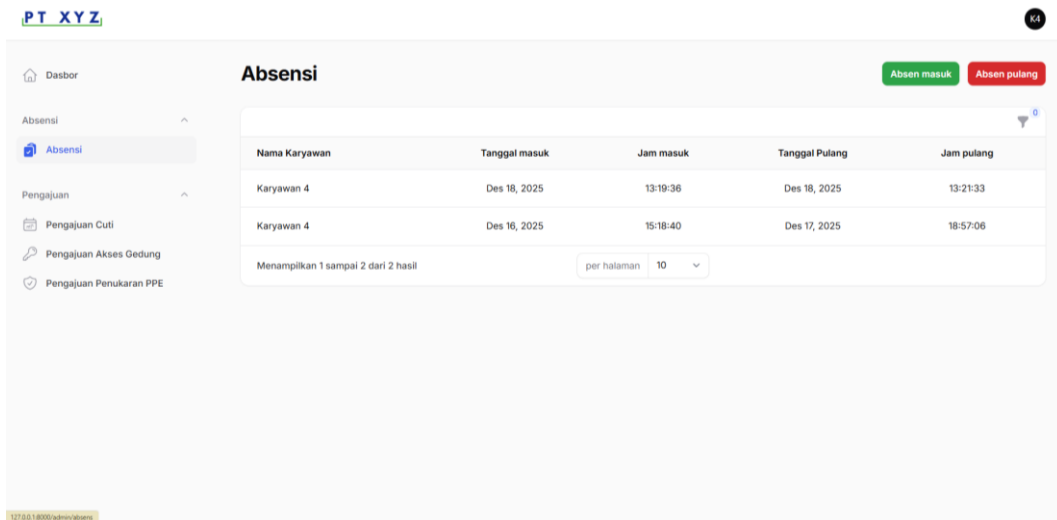 PT XYZ
K4
Dasbor
Absensi
Absensi
Pengajuan
Pengajuan Cuti
Pengajuan Akses Gedung
Pengajuan Penukaran PPE
Absensi
Absen masuk Absen pulang
0
Nama Karyawan Tanggal masuk Jam masuk Tanggal Pulang Jam pulang
Karyawan 4 Des 18, 2025 13:19:36 Des 18, 2025 13:21:33
Karyawan 4 Des 16, 2025 15:18:40 Des 17, 2025 18:57:06
Menampilkan 1 sampai 2 dari 2 hasil per halaman 10
127.0.0.1:8000/admin/absens